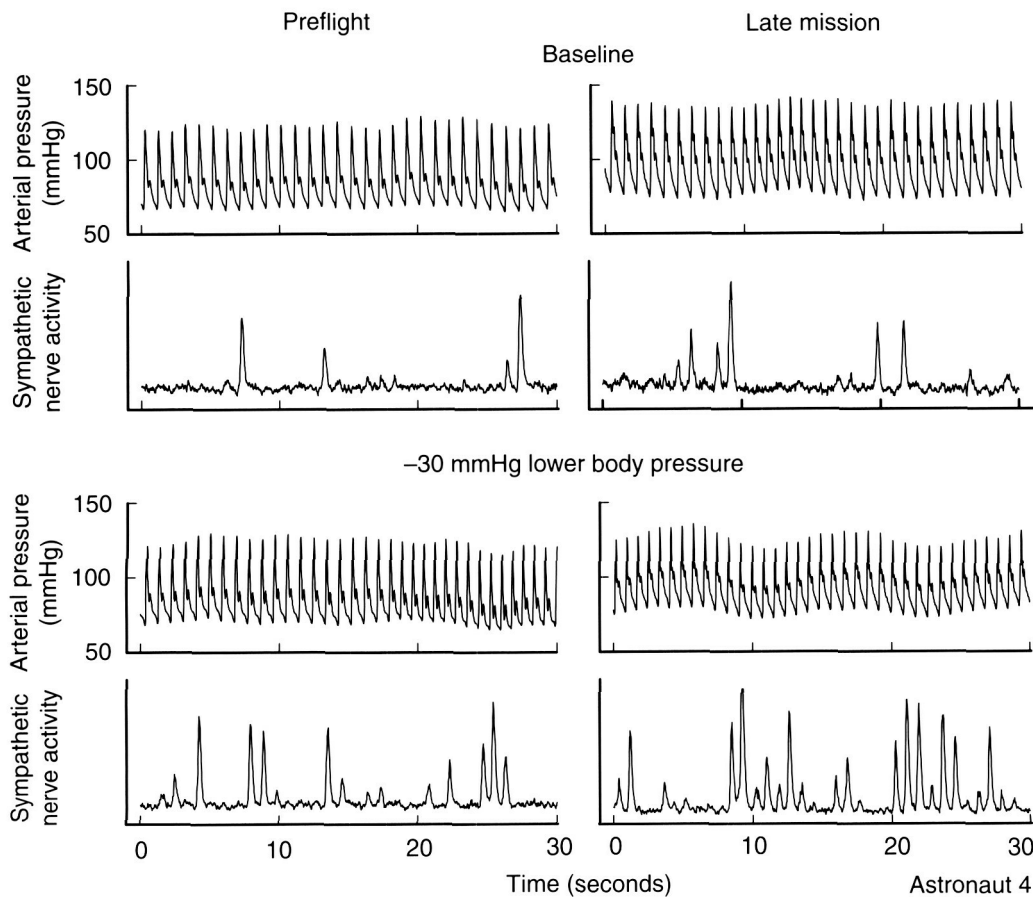 Preflight
Late mission
Baseline
Arterial pressure
(mmHg)
150
100
50
Sympathetic
nerve activity
–30 mmHg lower body pressure
Arterial pressure
(mmHg)
150
100
50
Sympathetic
nerve activity
0 10 20 30 0 10 20 30
Time (seconds)
Astronaut 4